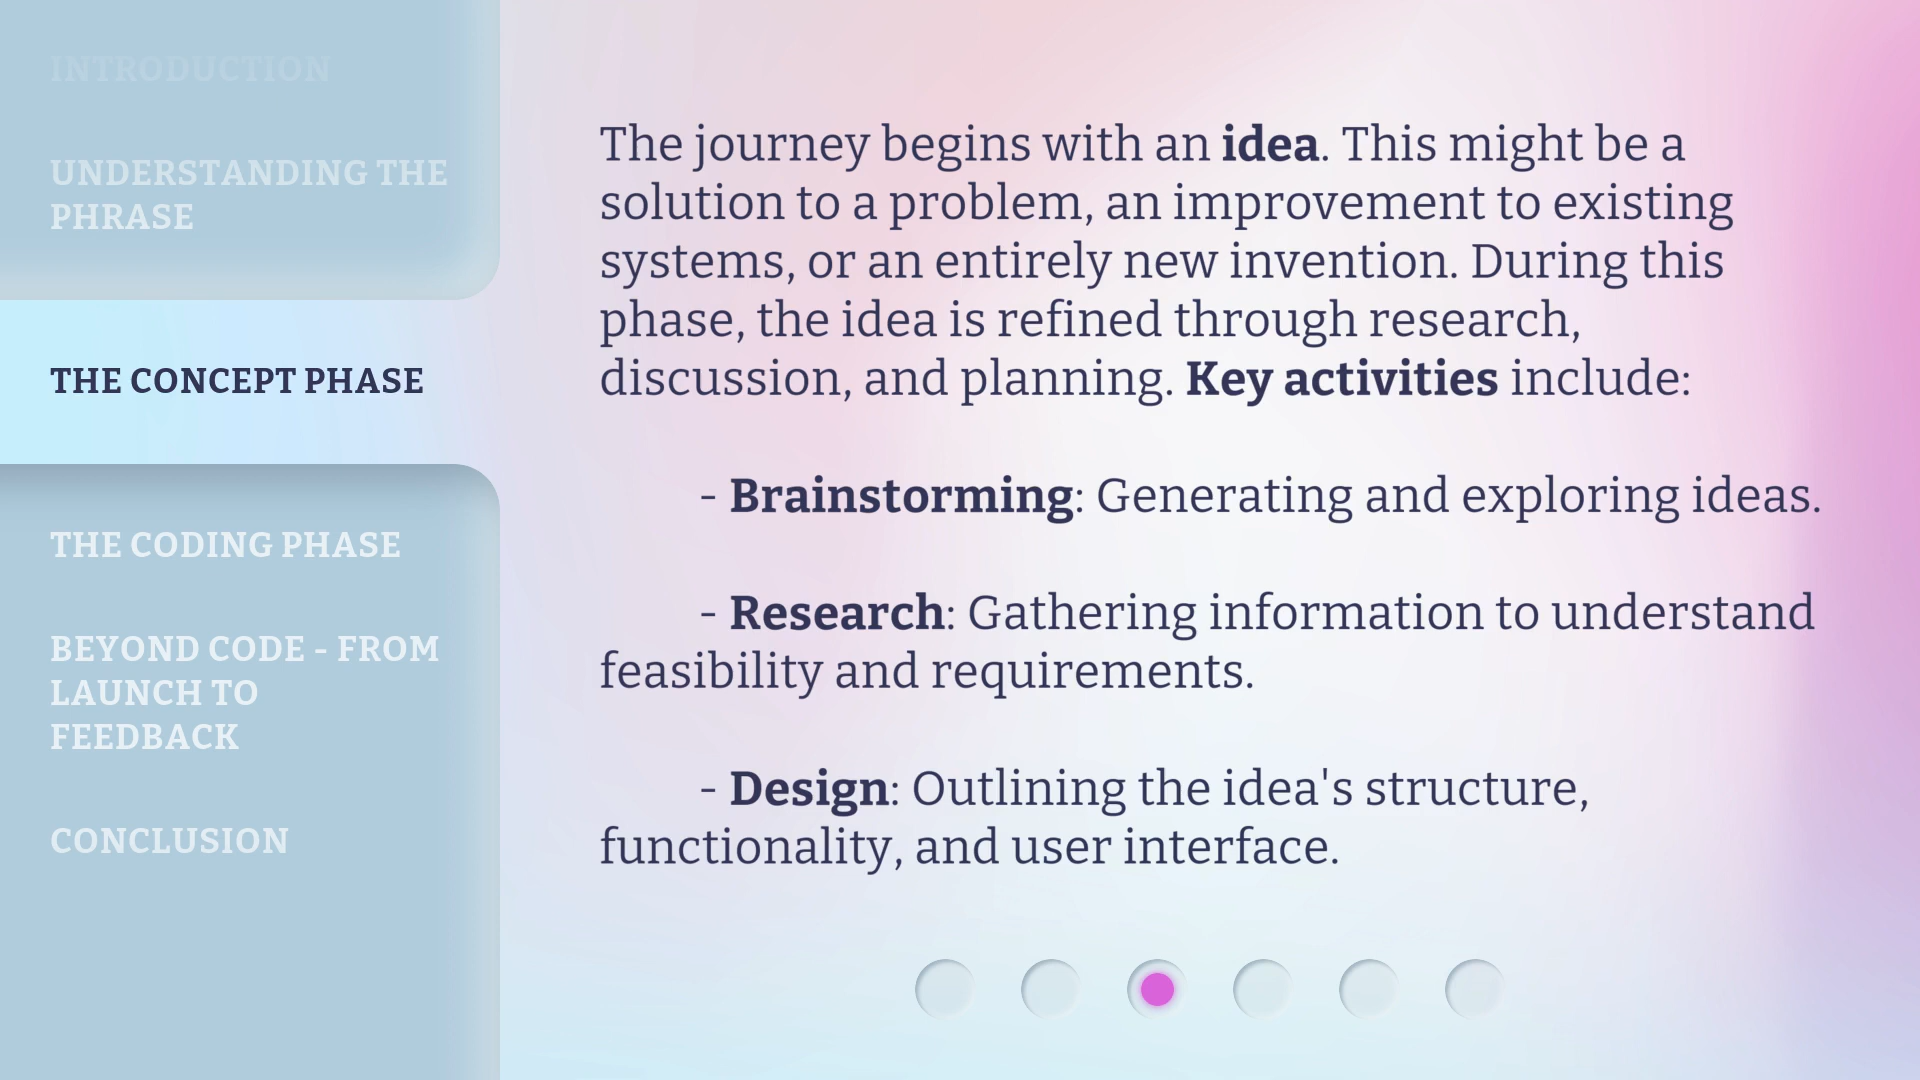 INTRODUCTION
UNDERSTANDING THE
PHRASE
THE CONCEPT PHASE
THE CODING PHASE
BEYOND CODE - FROM
LAUNCH TO
FEEDBACK
CONCLUSION
The journey begins with an idea. This might be a
solution to a problem, an improvement to existing
systems, or an entirely new invention. During this
phase, the idea is refined through research,
discussion, and planning. Key activities include:
- Brainstorming: Generating and exploring ideas.
- Research: Gathering information to understand
feasibility and requirements.
- Design: Outlining the idea's structure,
functionality, and user interface.